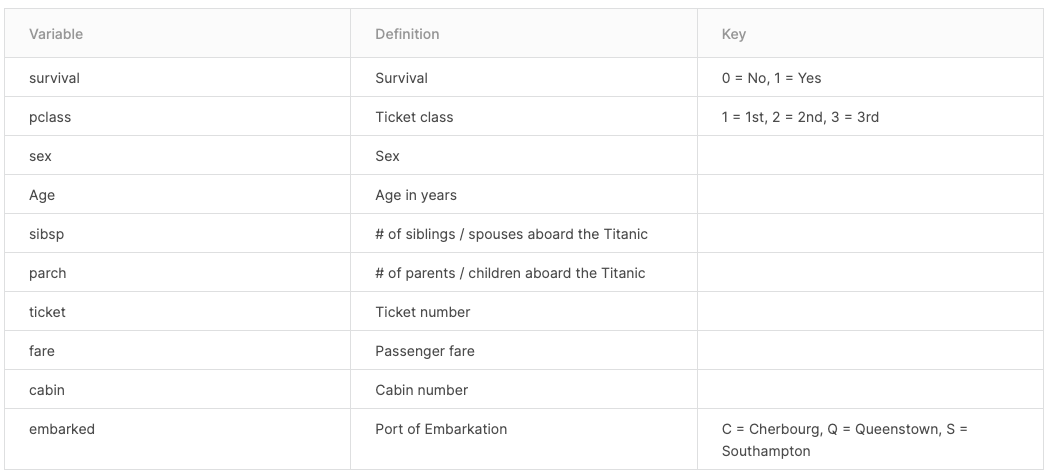 Variable Definition Key
survival Survival 0 = No, 1 = Yes
pclass Ticket class 1 = 1st, 2 = 2nd, 3 = 3rd
sex Sex
Age Age in years
sibsp # of siblings / spouses aboard the Titanic
parch # of parents / children aboard the Titanic
ticket Ticket number
fare Passenger fare
cabin Cabin number
embarked Port of Embarkation C = Cherbourg, Q = Queenstown, S =
Southampton